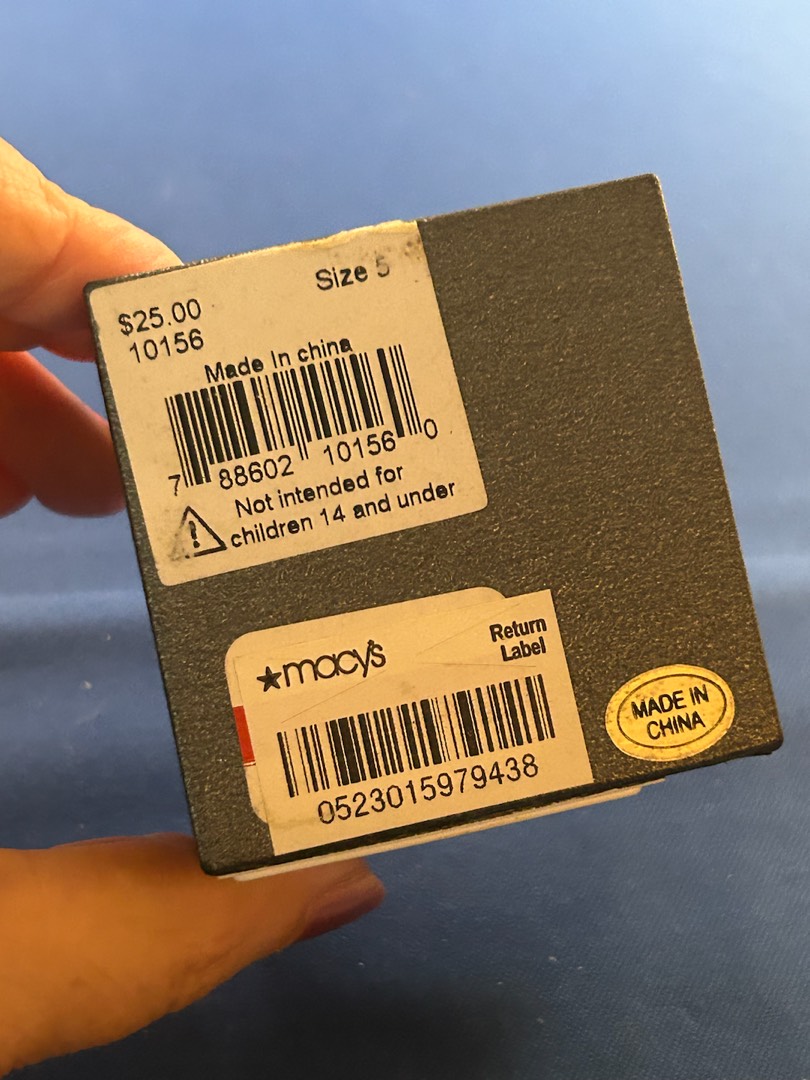 Size 5
$25.00
10156
Made In china
7 88602 10156 0
Not intended for
children 14 and under
★macy's
Return
Label
0523015979438
MADE IN
CHINA